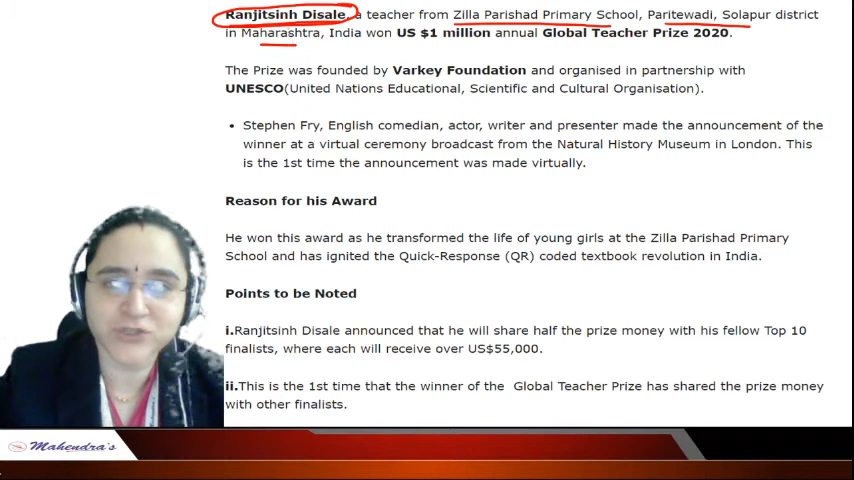 Ranjitsinh Disale, a teacher from Zilla Parishad Primary School, Paritewadi, Solapur district
in Maharashtra, India won US $1 million annual Global Teacher Prize 2020.
The Prize was founded by Varkey Foundation and organised in partnership with
UNESCO(United Nations Educational, Scientific and Cultural Organisation).
• Stephen Fry, English comedian, actor, writer and presenter made the announcement of the
winner at a virtual ceremony broadcast from the Natural History Museum in London. This
is the 1st time the announcement was made virtually.
Reason for his Award
He won this award as he transformed the life of young girls at the Zilla Parishad Primary
School and has ignited the Quick-Response (QR) coded textbook revolution in India.
Points to be Noted
i.Ranjitsinh Disale announced that he will share half the prize money with his fellow Top 10
finalists, where each will receive over US$55,000.
ii.This is the 1st time that the winner of the Global Teacher Prize has shared the prize money
with other finalists.
Mahendra's